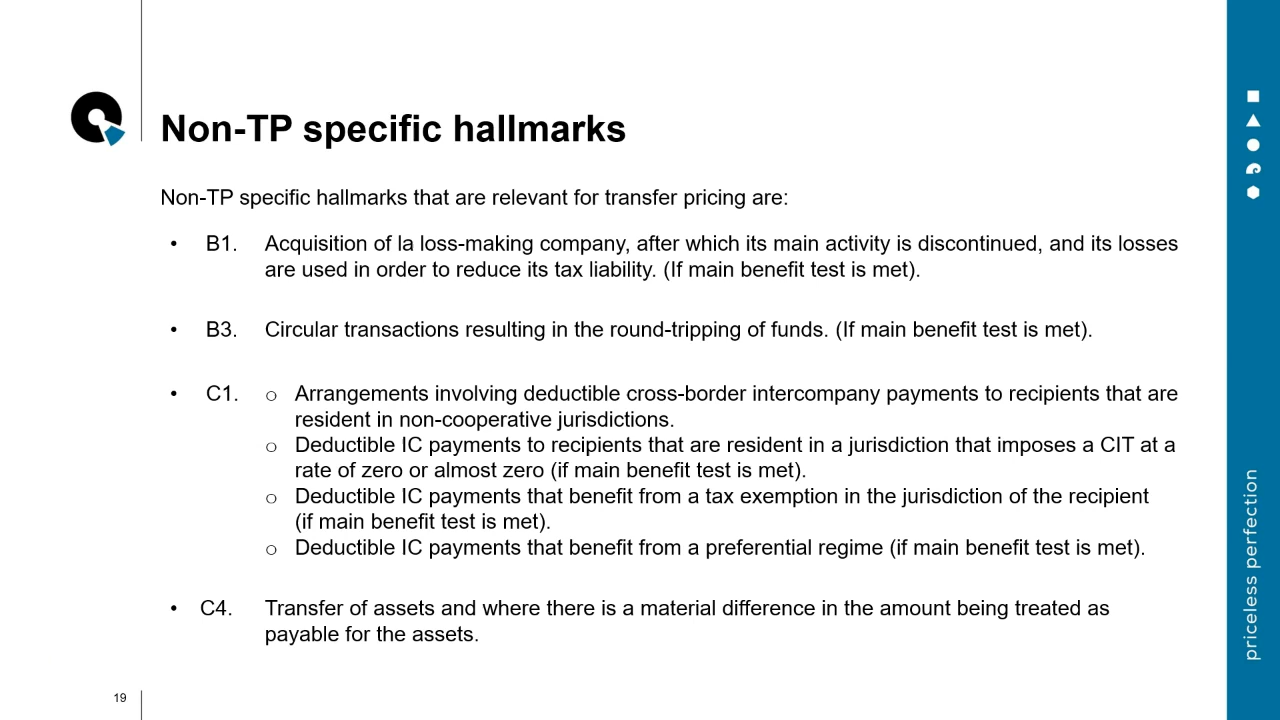 Non-TP specific hallmarks
Non-TP specific hallmarks that are relevant for transfer pricing are:
• B1. Acquisition of la loss-making company, after which its main activity is discontinued, and its losses
are used in order to reduce its tax liability. (If main benefit test is met).
• B3. Circular transactions resulting in the round-tripping of funds. (If main benefit test is met).
• C1. o Arrangements involving deductible cross-border intercompany payments to recipients that are
resident in non-cooperative jurisdictions.
o Deductible IC payments to recipients that are resident in a jurisdiction that imposes a CIT at a
rate of zero or almost zero (if main benefit test is met).
o Deductible IC payments that benefit from a tax exemption in the jurisdiction of the recipient
(if main benefit test is met).
o Deductible IC payments that benefit from a preferential regime (if main benefit test is met).
• C4. Transfer of assets and where there is a material difference in the amount being treated as
payable for the assets.
19
priceless perfection